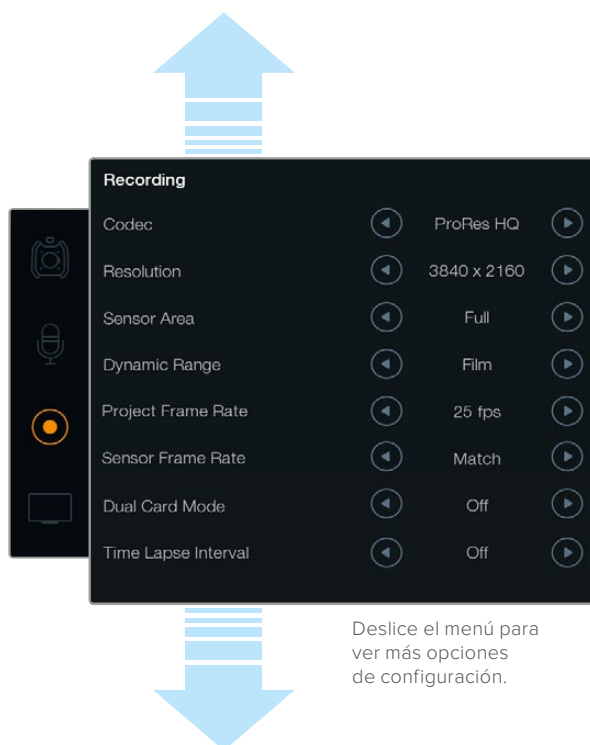 Recording
Codec ProRes HQ
Resolution 3840 x 2160
Sensor Area Full
Dynamic Range Film
Project Frame Rate 25 fps
Sensor Frame Rate Match
Dual Card Mode Off
Time Lapse Interval Off
Deslice el menú para
ver más opciones
de configuración.